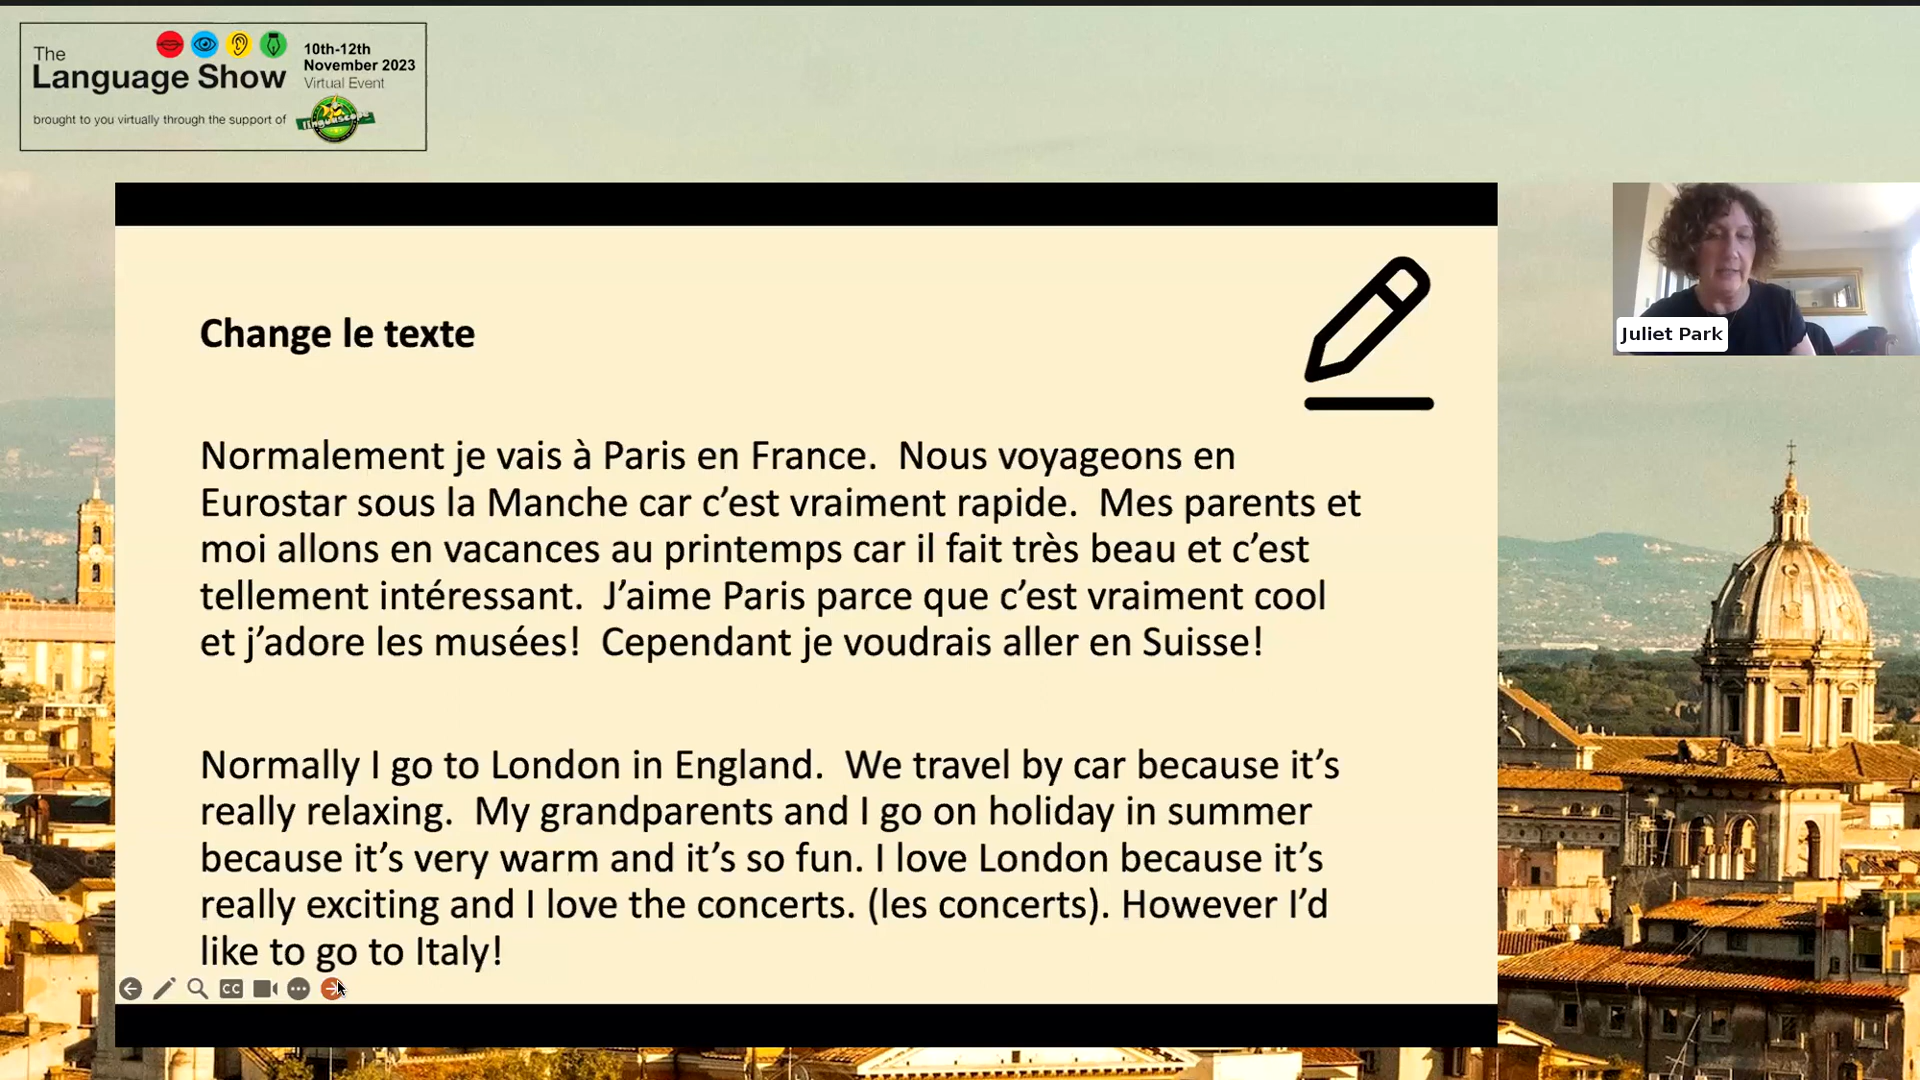 The
Language Show
10th-12th
November 2023
Virtual Event
brought to you virtually through the support of
linguascope
Juliet Park
Change le texte
Normalement je vais à Paris en France. Nous voyageons en
Eurostar sous la Manche car c’est vraiment rapide. Mes parents et
moi allons en vacances au printemps car il fait très beau et c’est
tellement intéressant. J’aime Paris parce que c’est vraiment cool
et j’adore les musées! Cependant je voudrais aller en Suisse!
Normally I go to London in England. We travel by car because it’s
really relaxing. My grandparents and I go on holiday in summer
because it’s very warm and it’s so fun. I love London because it’s
really exciting and I love the concerts. (les concerts). However I’d
like to go to Italy!
CC